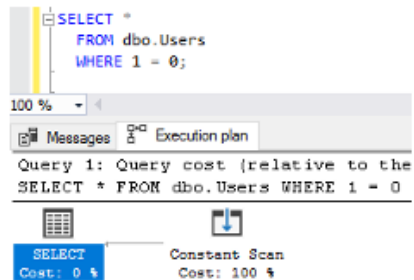 SELECT *
FROM dbo.Users
WHERE 1 = 0;
100 %
Messages Execution plan
Query 1: Query cost (relative to the
SELECT * FROM dbo.Users WHERE 1 = 0
SELECT Constant Scan
Cost: 0 % Cost: 100 %